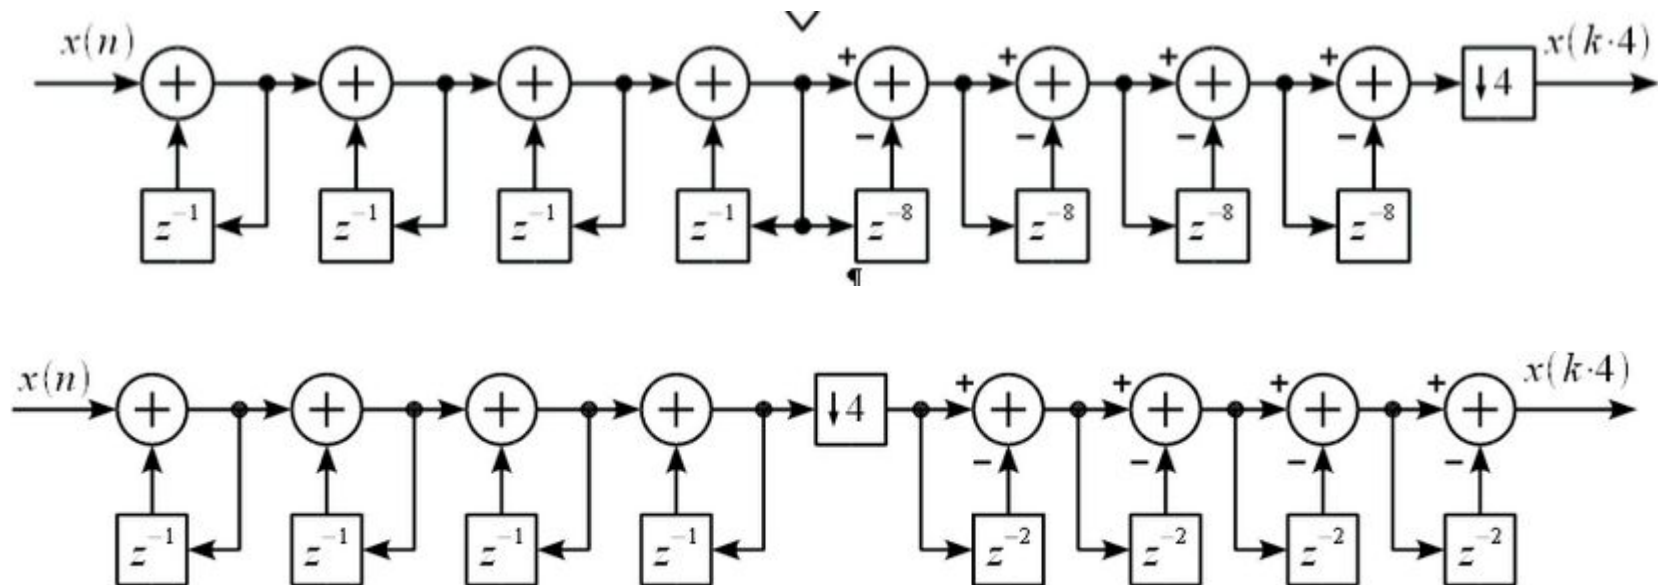 x(n) + + + + + + + + + + + + ↓4 x(k·4)
− − − −
z⁻¹ z⁻¹ z⁻¹ z⁻¹ z⁻⁸ z⁻⁸ z⁻⁸ z⁻⁸
¶
x(n) + + + + ↓4 + + + + + + + + x(k·4)
− − − −
z⁻¹ z⁻¹ z⁻¹ z⁻¹ z⁻² z⁻² z⁻² z⁻²